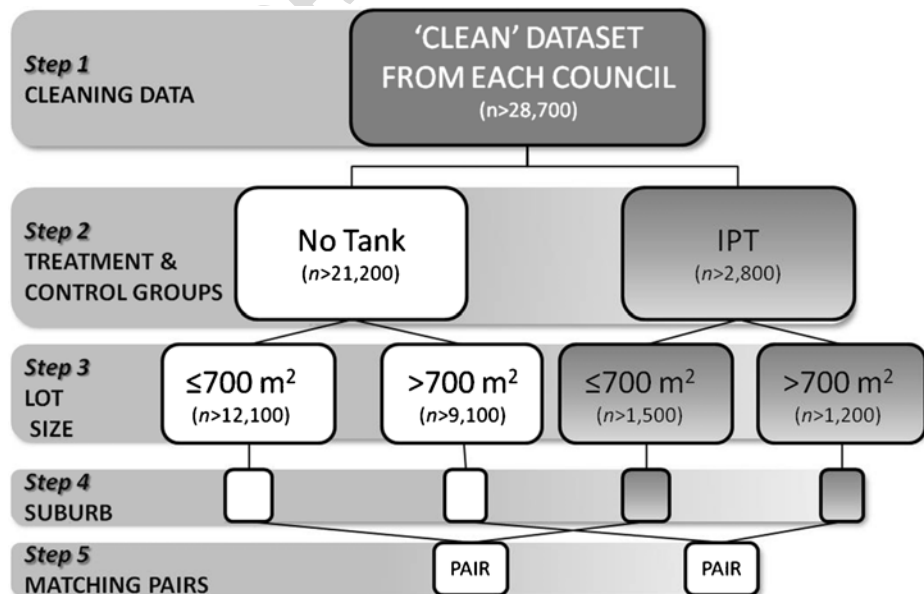 Step 1
CLEANING DATA
‘CLEAN’ DATASET
FROM EACH COUNCIL
(n>28,700)
Step 2
TREATMENT &
CONTROL GROUPS
No Tank
(n>21,200)
IPT
(n>2,800)
Step 3
LOT
SIZE
≤700 m²
(n>12,100)
>700 m²
(n>9,100)
≤700 m²
(n>1,500)
>700 m²
(n>1,200)
Step 4
SUBURB
Step 5
MATCHING PAIRS
PAIR
PAIR